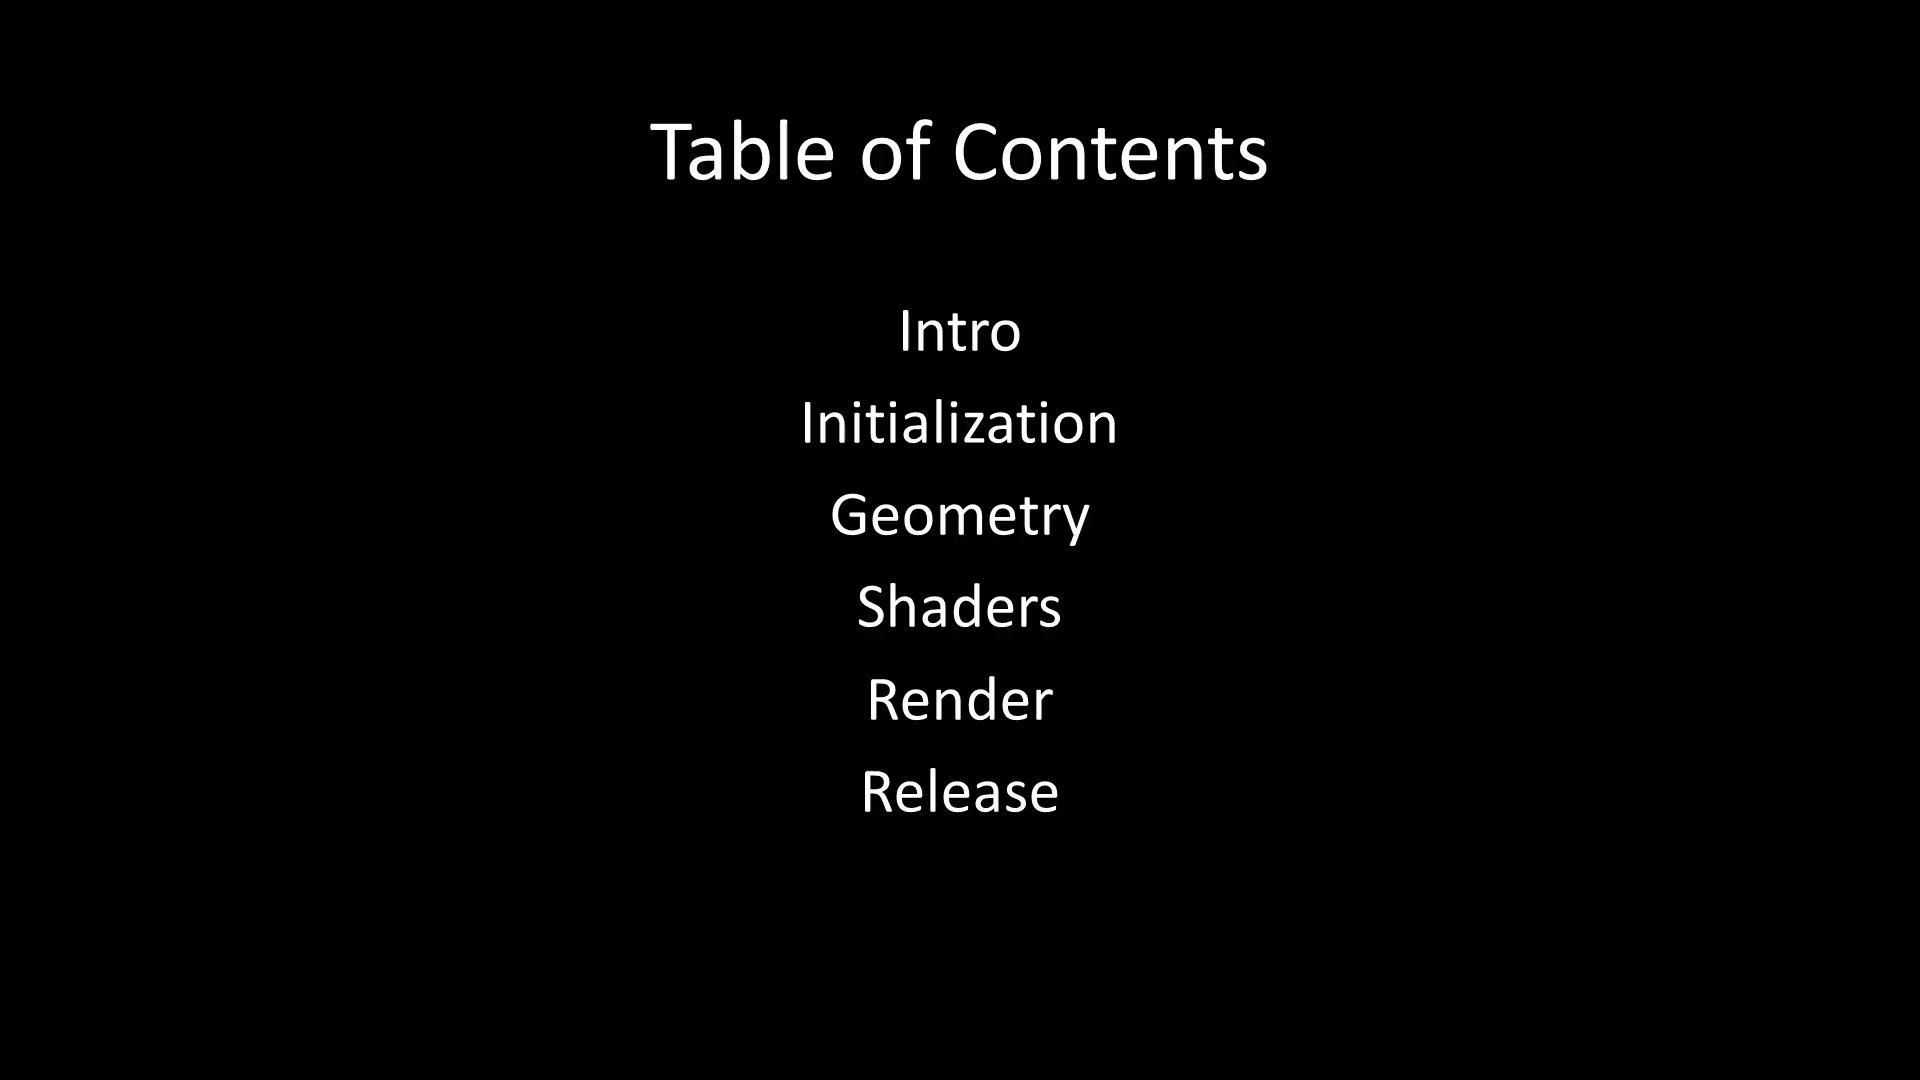 Table of Contents
Intro
Initialization
Geometry
Shaders
Render
Release